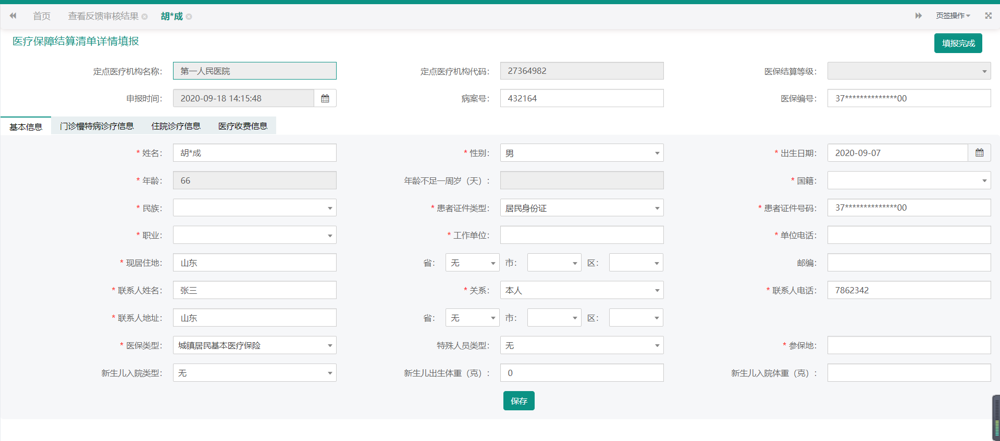 首页 查看反馈审核结果 胡*成 页签操作
医疗保障结算清单详情填报 填报完成
定点医疗机构名称： 第一人民医院 定点医疗机构代码： 27364982 医保结算等级：
申报时间： 2020-09-18 14:15:48 病案号： 432164 医保编号： 37**************00
基本信息 门诊慢特病诊疗信息 住院诊疗信息 医疗收费信息
* 姓名： 胡*成 * 性别： 男 * 出生日期： 2020-09-07
* 年龄： 66 年龄不足一周岁（天）： * 国籍：
* 民族： * 患者证件类型： 居民身份证 * 患者证件号码： 37**************00
* 职业： * 工作单位： * 单位电话：
* 现居住地： 山东 省： 无 市： 区： 邮编：
* 联系人姓名： 张三 * 关系： 本人 * 联系人电话： 7862342
* 联系人地址： 山东 省： 无 市： 区：
* 医保类型： 城镇居民基本医疗保险 特殊人员类型： 无 * 参保地：
新生儿入院类型： 无 新生儿出生体重（克）： 0 新生儿入院体重（克）：
保存